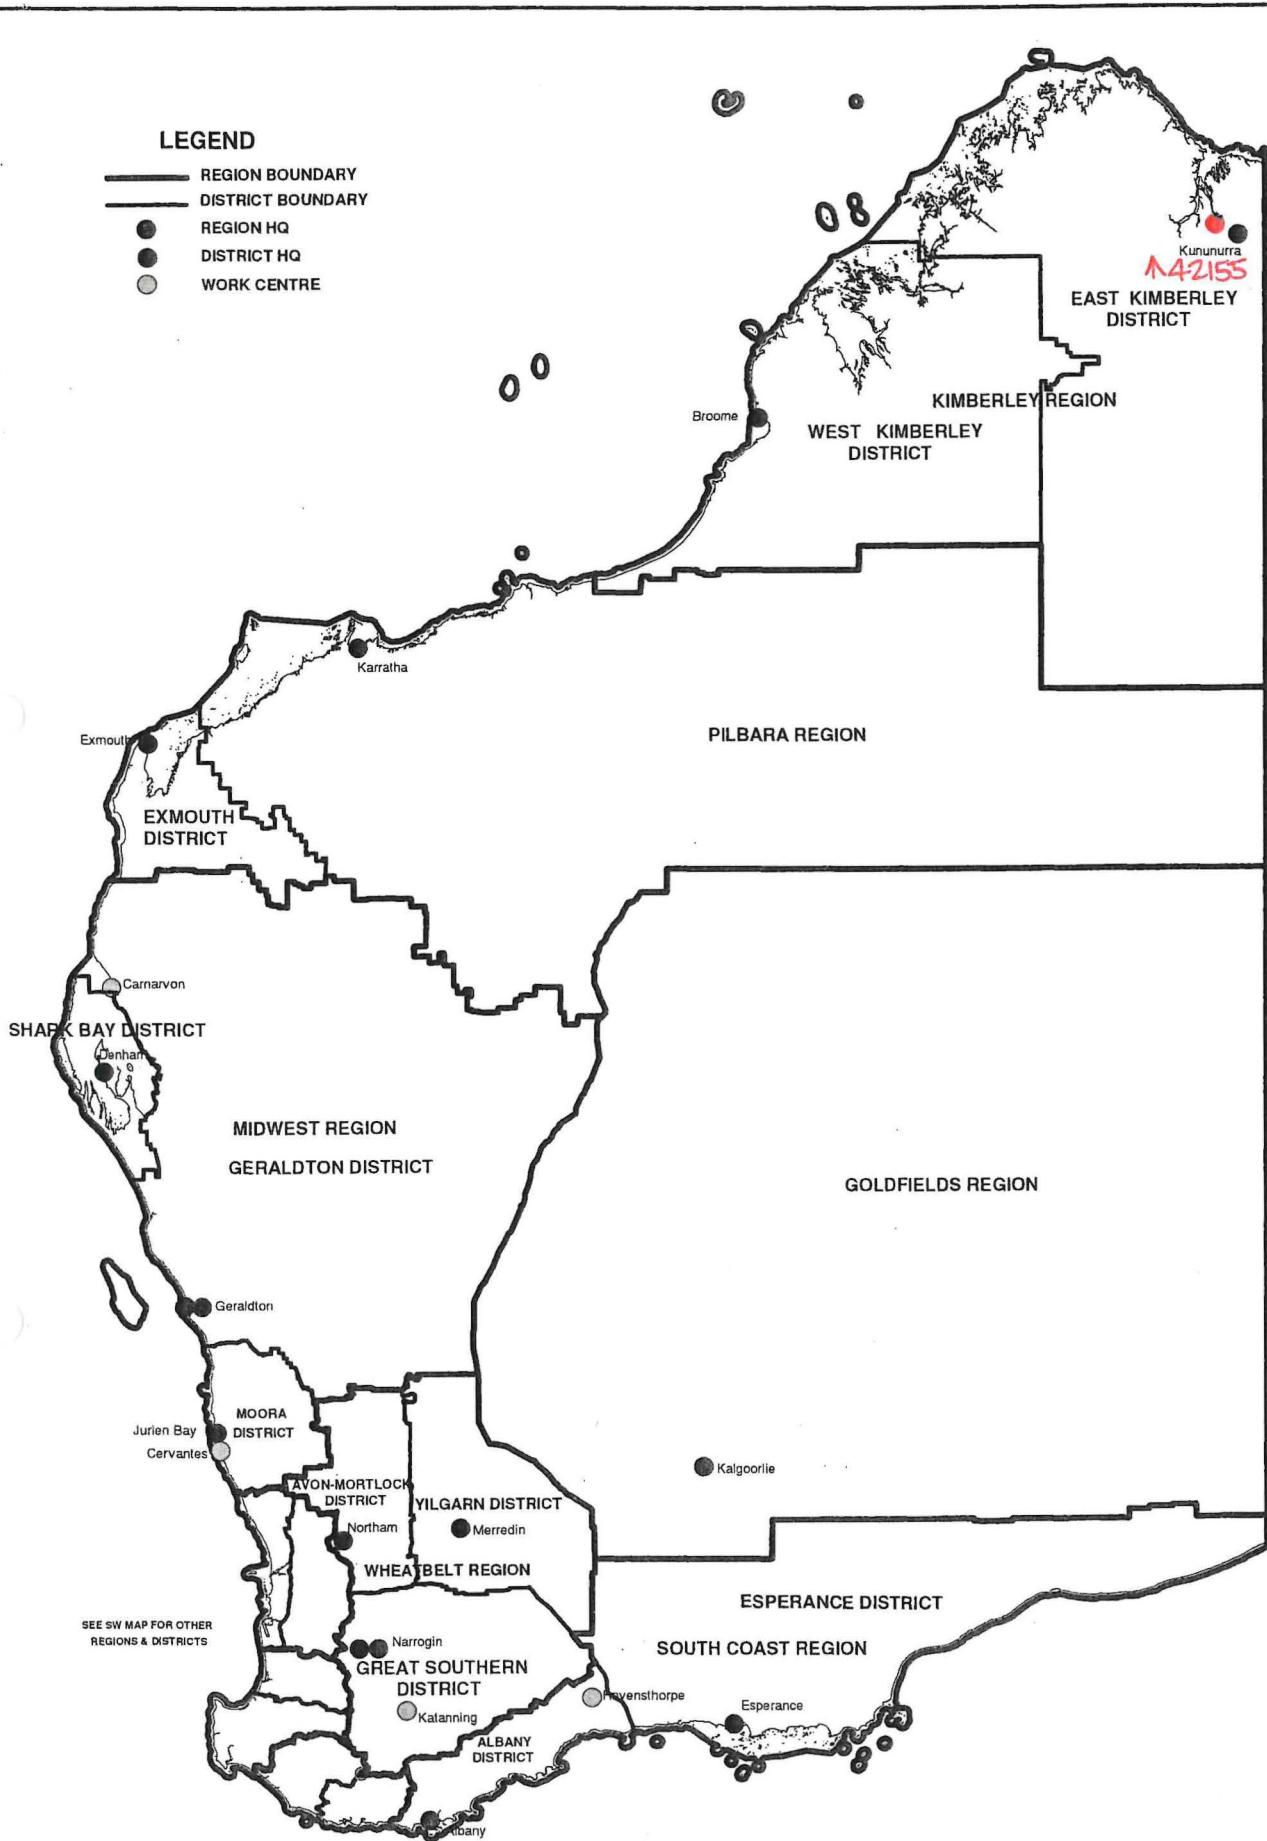 LEGEND
REGION BOUNDARY
DISTRICT BOUNDARY
REGION HQ
DISTRICT HQ
WORK CENTRE
Kununurra
A42155
EAST KIMBERLEY
DISTRICT
KIMBERLEY REGION
Broome
WEST KIMBERLEY
DISTRICT
Karratha
PILBARA REGION
Exmouth
EXMOUTH
DISTRICT
Carnarvon
SHARK BAY DISTRICT
Denham
MIDWEST REGION
GERALDTON DISTRICT
GOLDFIELDS REGION
Geraldton
MOORA
DISTRICT
Jurien Bay
Cervantes
Kalgoorlie
AVON-MORTLOCK
DISTRICT
YILGARN DISTRICT
Northam
Merredin
WHEATBELT REGION
ESPERANCE DISTRICT
SEE SW MAP FOR OTHER
REGIONS & DISTRICTS
SOUTH COAST REGION
Narrogin
GREAT SOUTHERN
DISTRICT
Ravensthorpe
Katanning
Esperance
ALBANY
DISTRICT
Albany